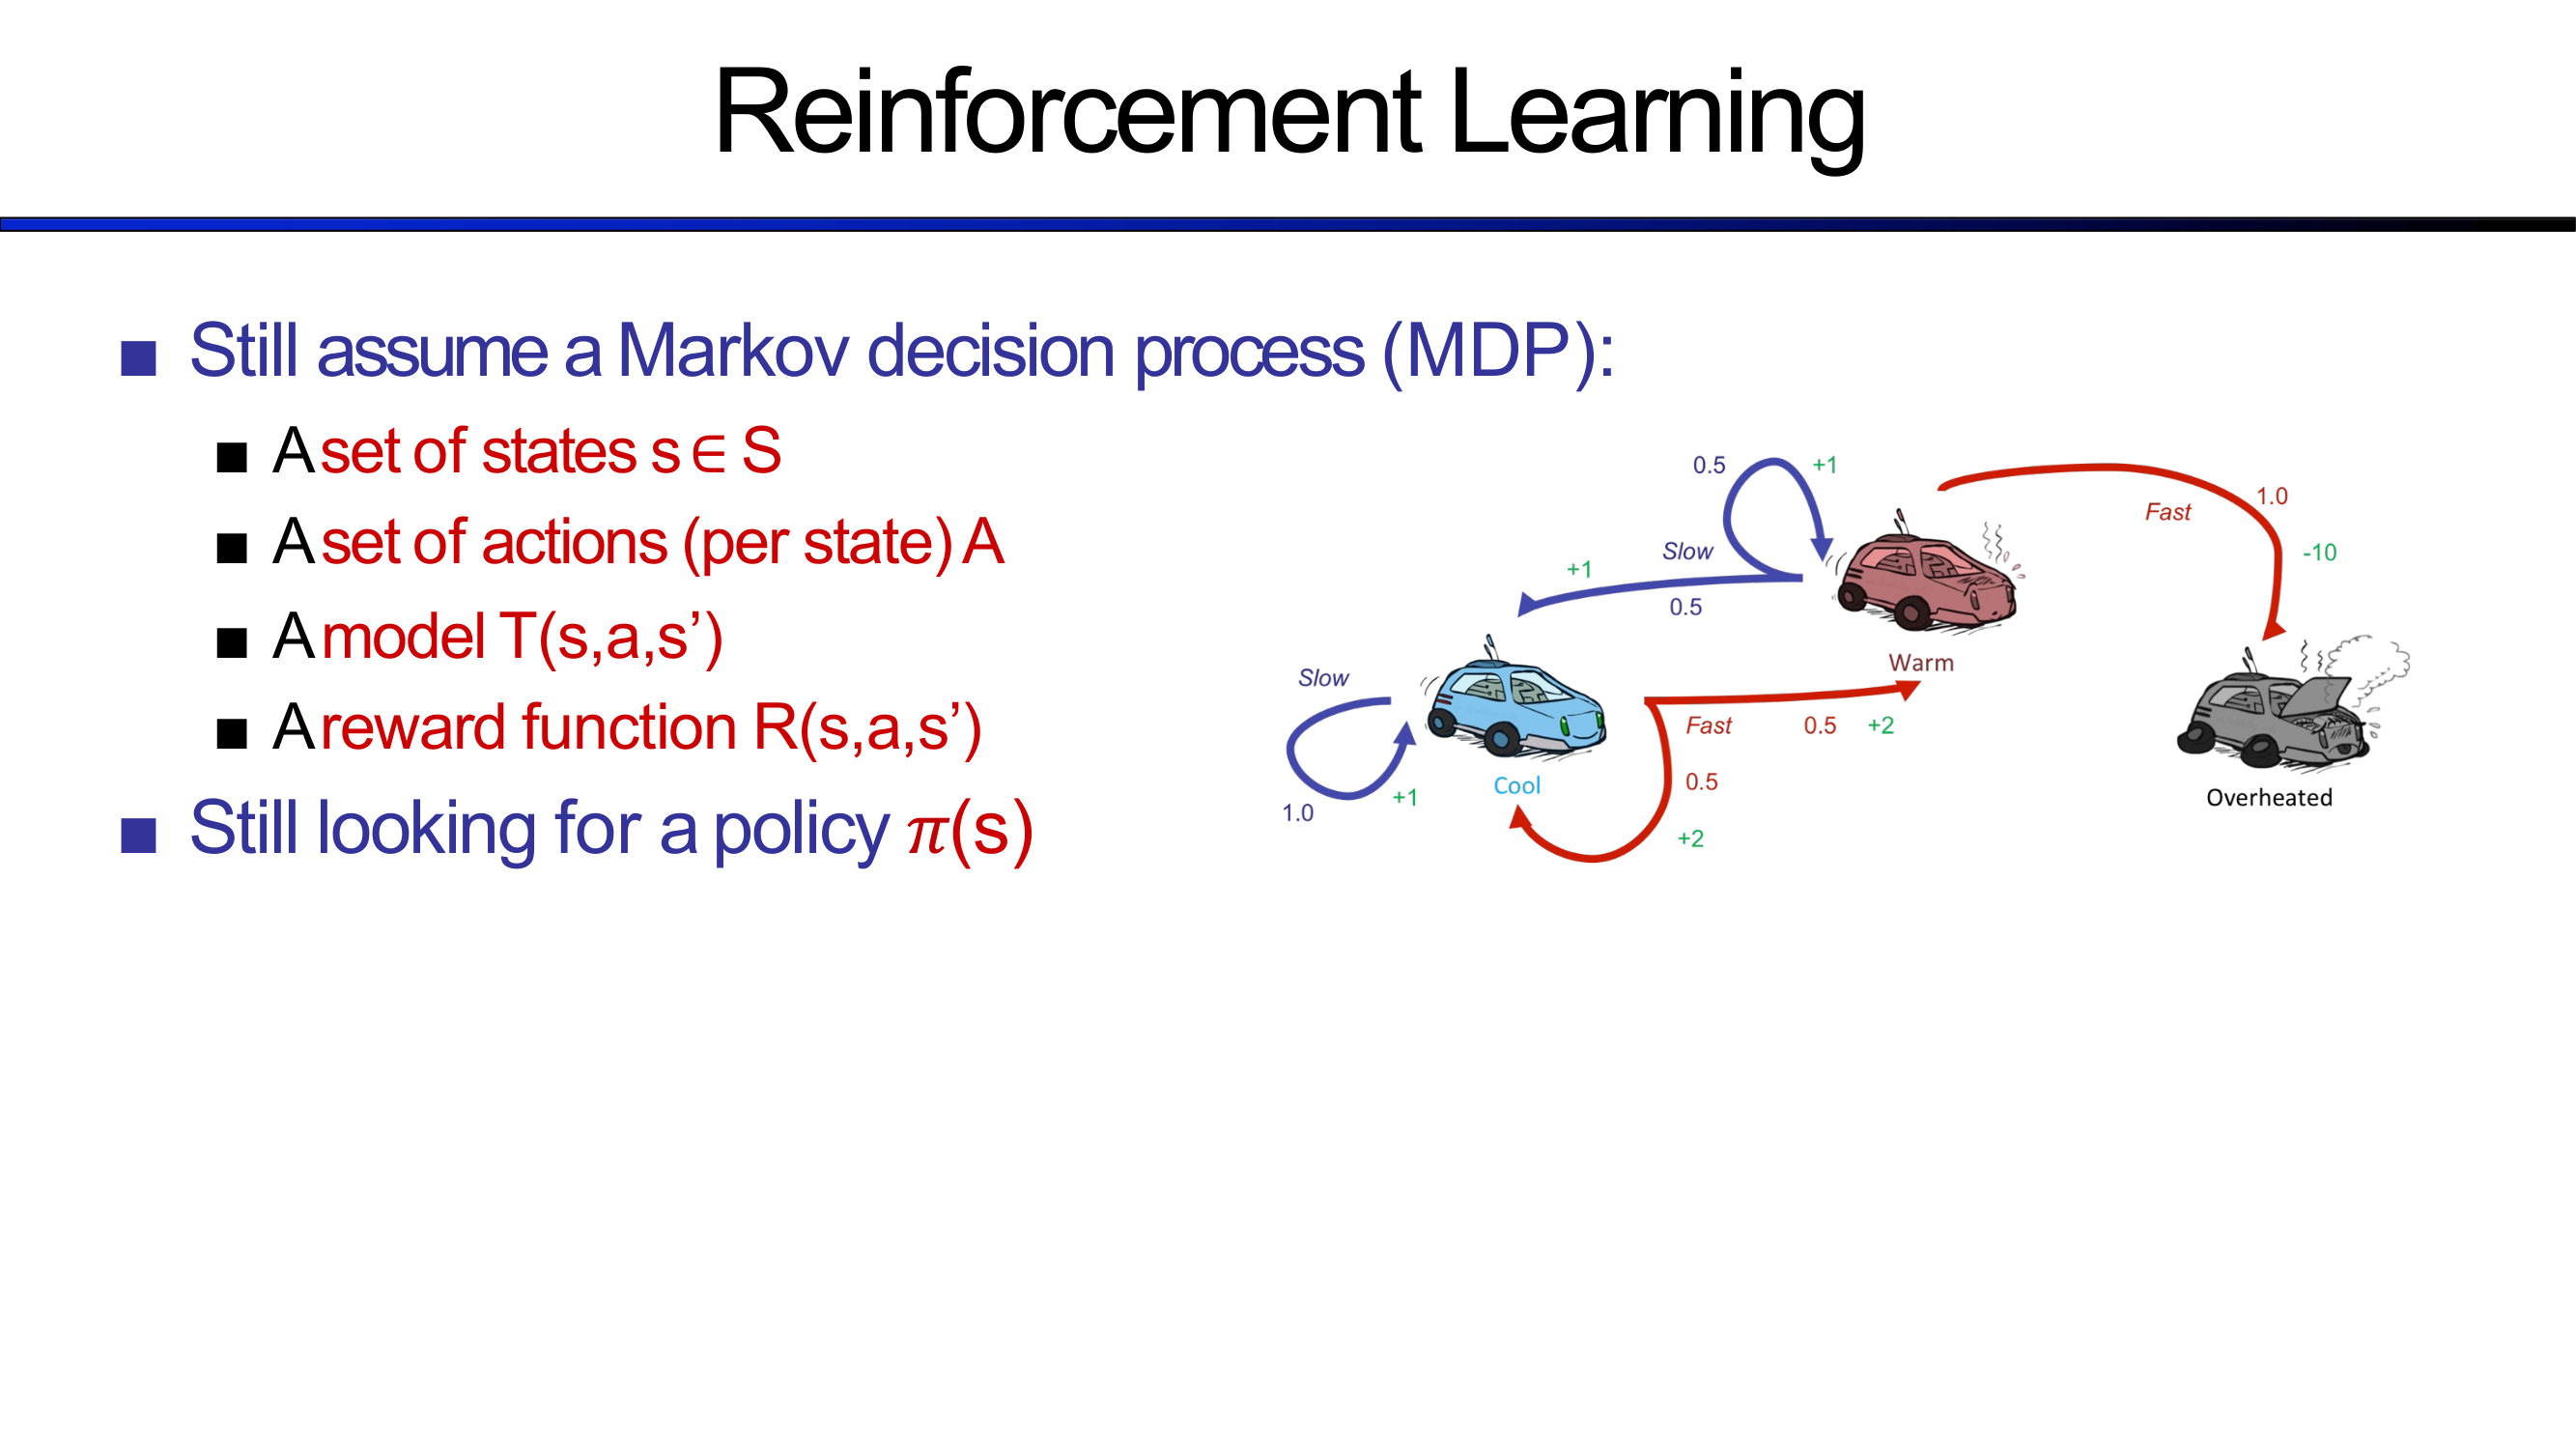 Reinforcement Learning
■ Still assume a Markov decision process (MDP):
■ A set of states s ∈ S
■ A set of actions (per state) A
■ A model T(s,a,s’)
■ A reward function R(s,a,s’)
■ Still looking for a policy π(s)
0.5
+1
1.0
Fast
-10
Slow
+1
0.5
Warm
Slow
Fast
0.5
+2
0.5
Cool
+1
1.0
+2
Overheated